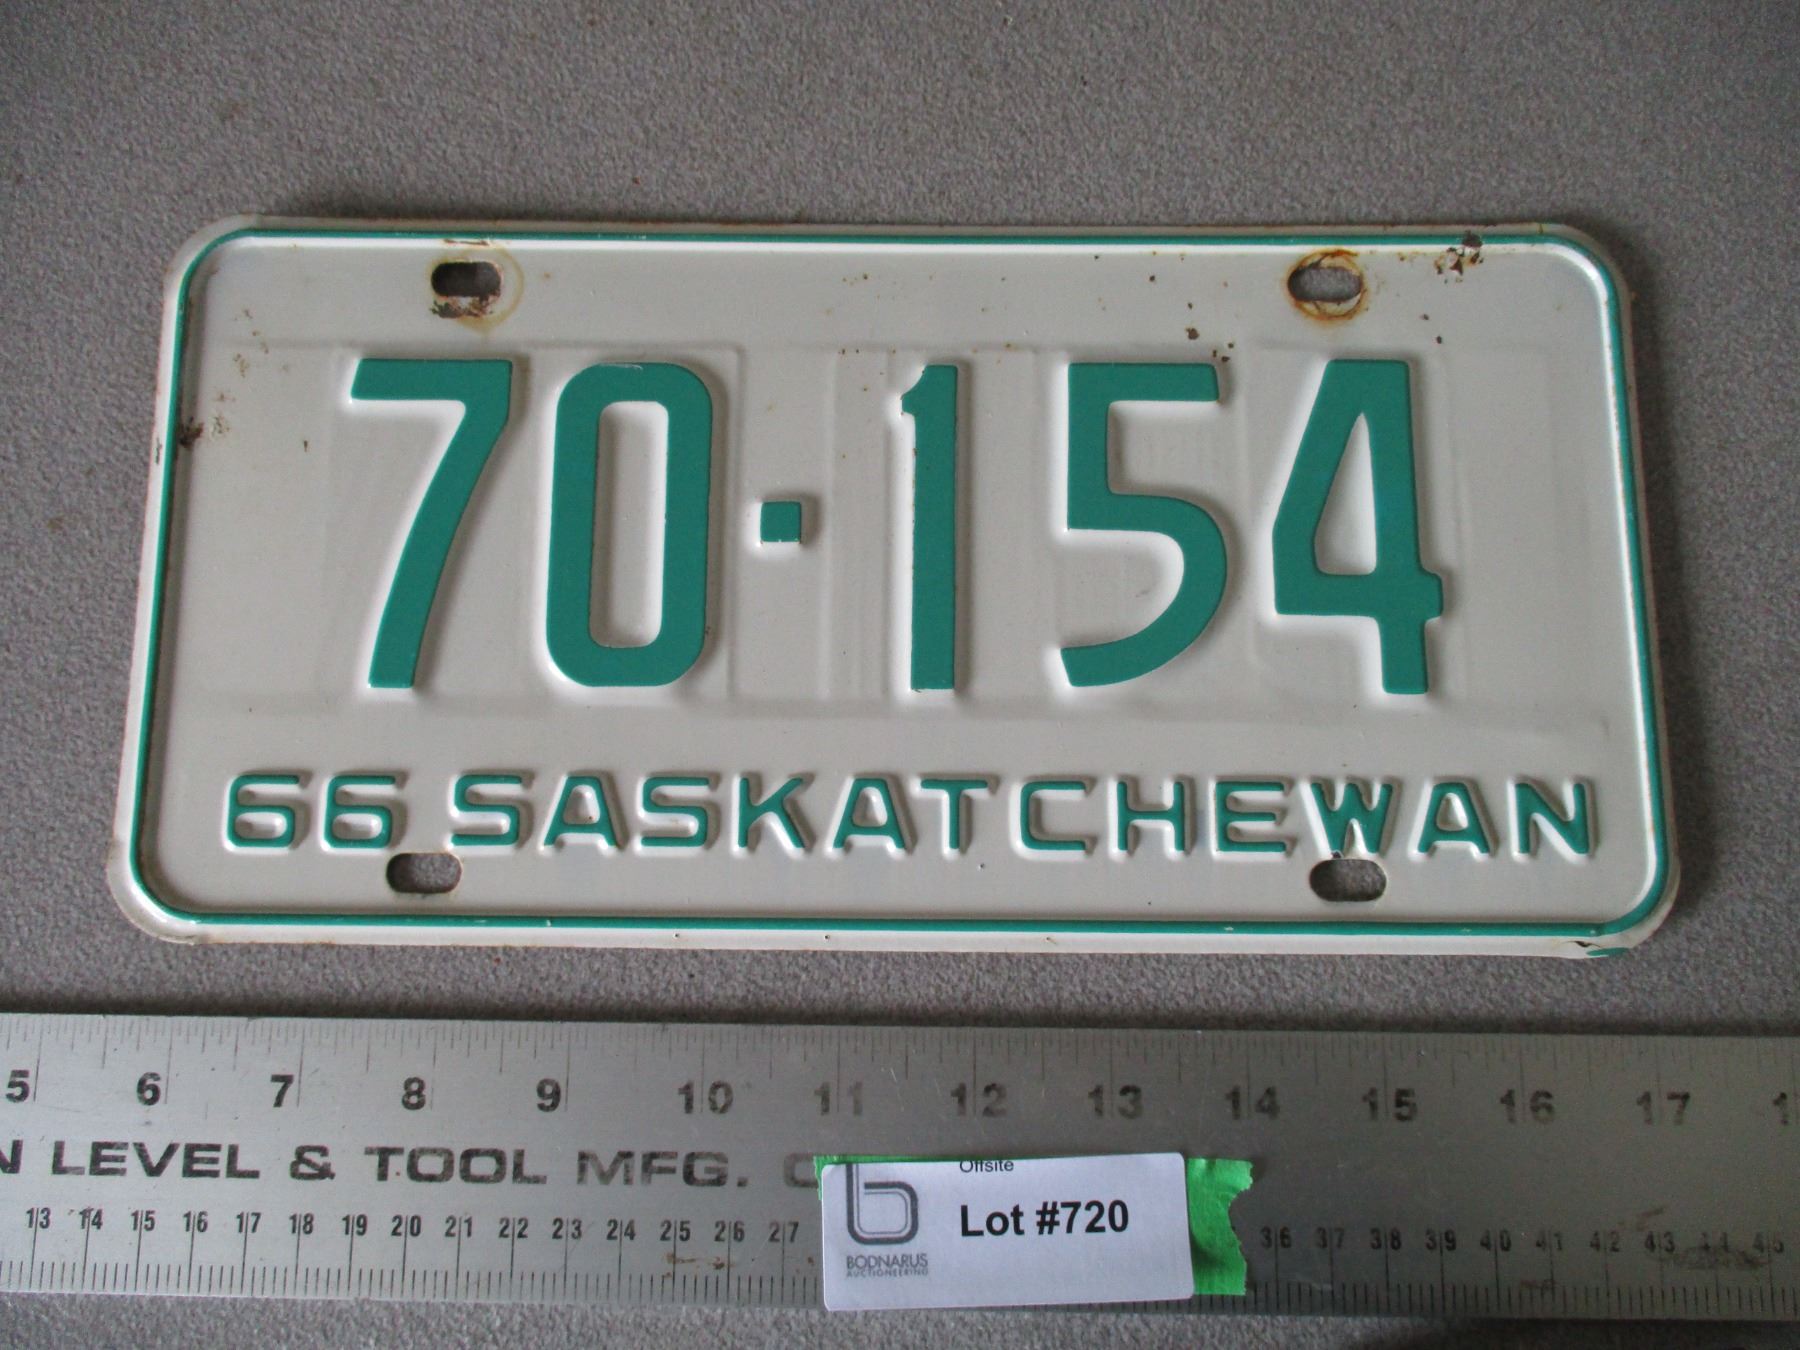 70-154
66 SASKATCHEWAN
5 6 7 8 9 10 11 12 13 14 15 16 17
LEVEL & TOOL MFG.
13 14 15 16 17 18 19 20 21 22 23 24 25 26 27 36 37 38 39 40 41 42 43 44 45
Offsite
Lot #720
b
BODNARUS
AUCTIONEERING